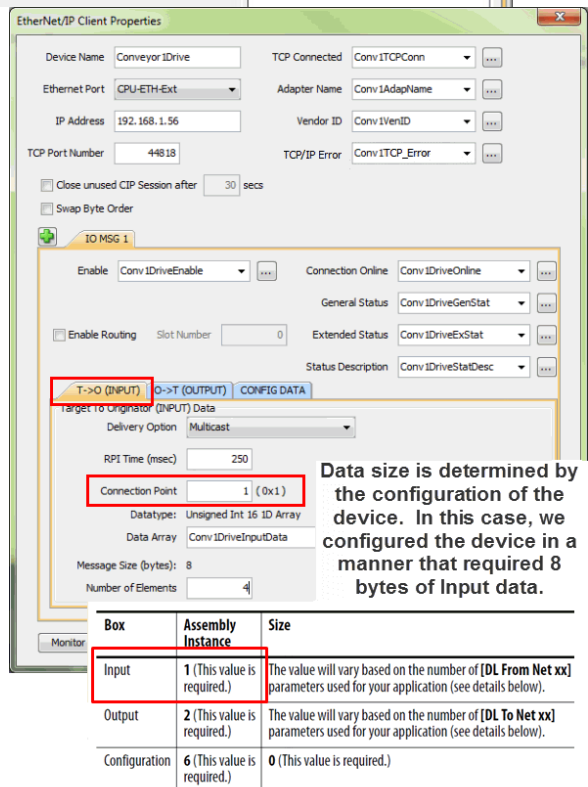 EtherNet/IP Client Properties
Device Name Conveyor1Drive TCP Connected Conv1TCPConn ...
Ethernet Port CPU-ETH-Ext Adapter Name Conv1AdapName ...
IP Address 192.168.1.56 Vendor ID Conv1VenID ...
TCP Port Number 44818 TCP/IP Error Conv1TCP_Error ...
Close unused CIP Session after 30 secs
Swap Byte Order
IO MSG 1
Enable Conv1DriveEnable ... Connection Online Conv1DriveOnline ...
General Status Conv1DriveGenStat ...
Enable Routing Slot Number 0 Extended Status Conv1DriveExStat ...
Status Description Conv1DriveStatDesc ...
T->O (INPUT) O->T (OUTPUT) CONFIG DATA
Target To Originator (INPUT) Data
Delivery Option Multicast
RPI Time (msec) 250
Connection Point 1 (0x1)
Datatype: Unsigned Int 16 1D Array
Data Array Conv1DriveInputData
Message Size (bytes): 8
Number of Elements 4
Data size is determined by
the configuration of the
device. In this case, we
configured the device in a
manner that required 8
bytes of Input data.
Monitor
Box Assembly Instance Size
Input 1 (This value is required.) The value will vary based on the number of [DL From Net xx] parameters used for your application (see details below).
Output 2 (This value is required.) The value will vary based on the number of [DL To Net xx] parameters used for your application (see details below).
Configuration 6 (This value is required.) 0 (This value is required.)